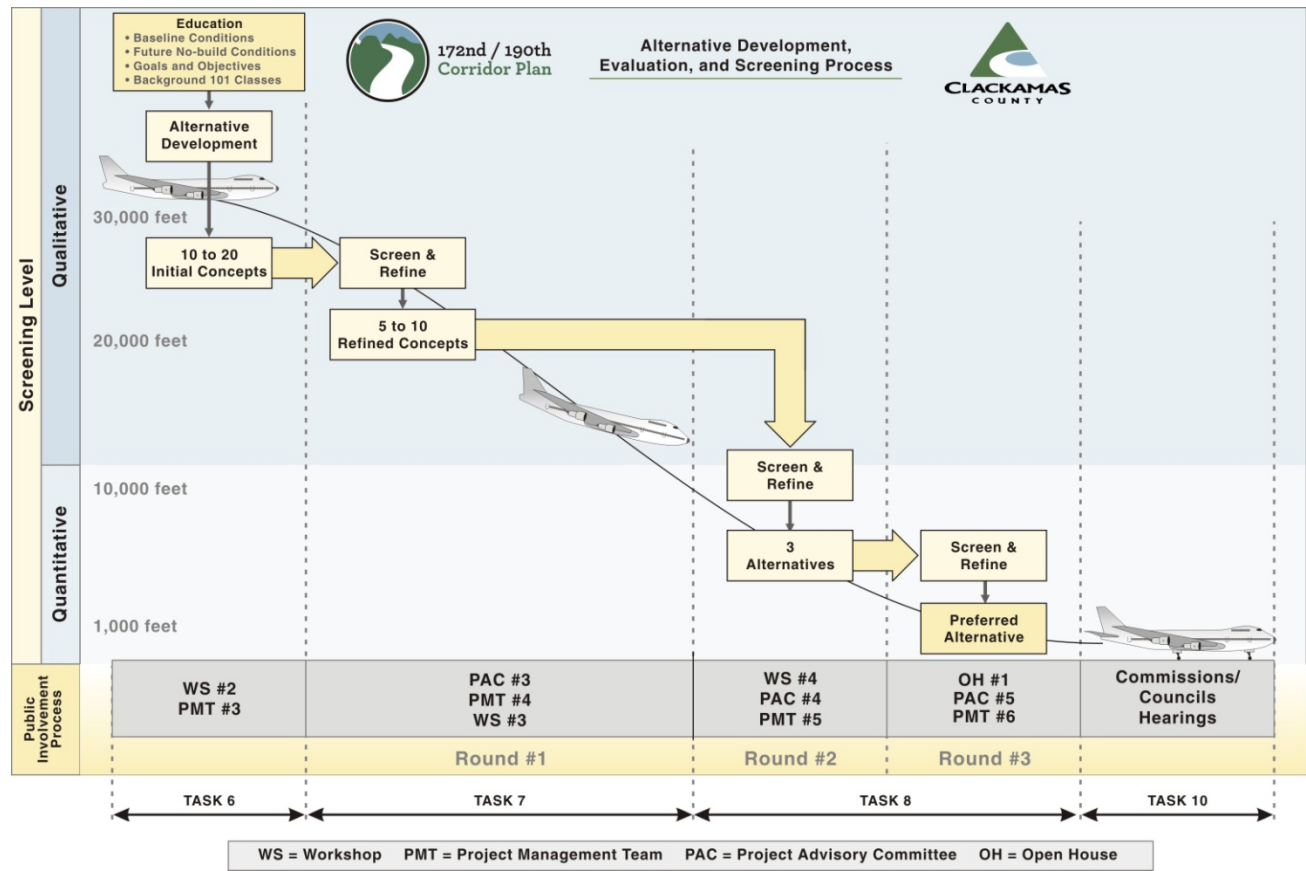 Education
• Baseline Conditions
• Future No-build Conditions
• Goals and Objectives
• Background 101 Classes
172nd / 190th
Corridor Plan
Alternative Development,
Evaluation, and Screening Process
CLACKAMAS
COUNTY
Alternative
Development
Screening Level
Qualitative
30,000 feet
10 to 20
Initial Concepts
Screen &
Refine
20,000 feet
5 to 10
Refined Concepts
Quantitative
10,000 feet
Screen &
Refine
3
Alternatives
Screen &
Refine
1,000 feet
Preferred
Alternative
Public
Involvement
Process
WS #2
PMT #3
PAC #3
PMT #4
WS #3
WS #4
PAC #4
PMT #5
OH #1
PAC #5
PMT #6
Commissions/
Councils
Hearings
Round #1
Round #2
Round #3
TASK 6
TASK 7
TASK 8
TASK 10
WS = Workshop PMT = Project Management Team PAC = Project Advisory Committee OH = Open House